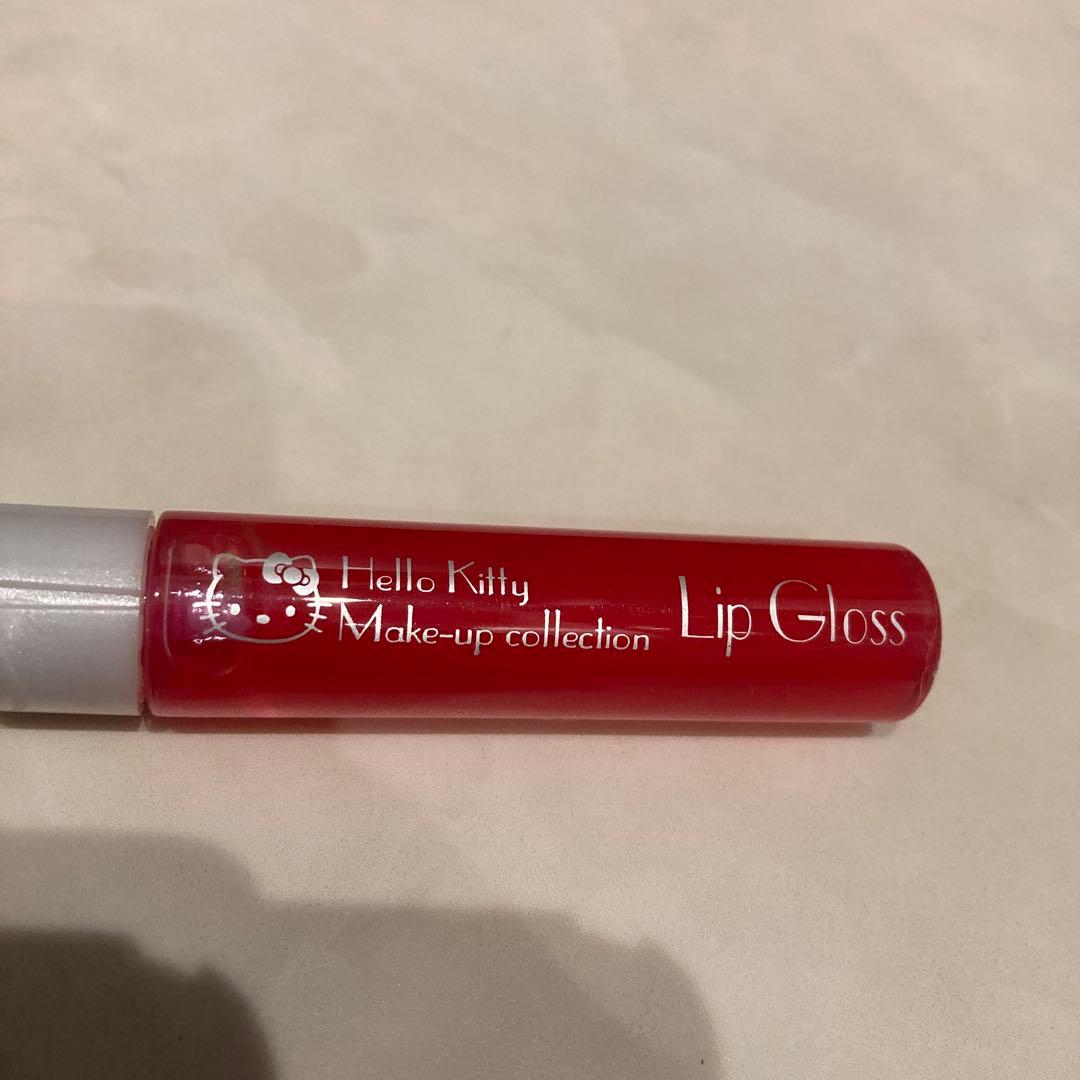 Hello Kitty
Make-up collection
Lip Gloss